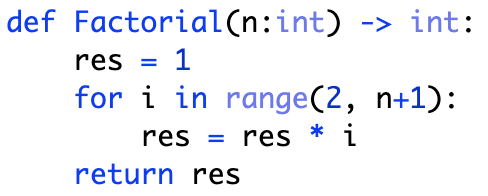 def Factorial(n:int) -> int:
    res = 1
    for i in range(2, n+1):
        res = res * i
    return res